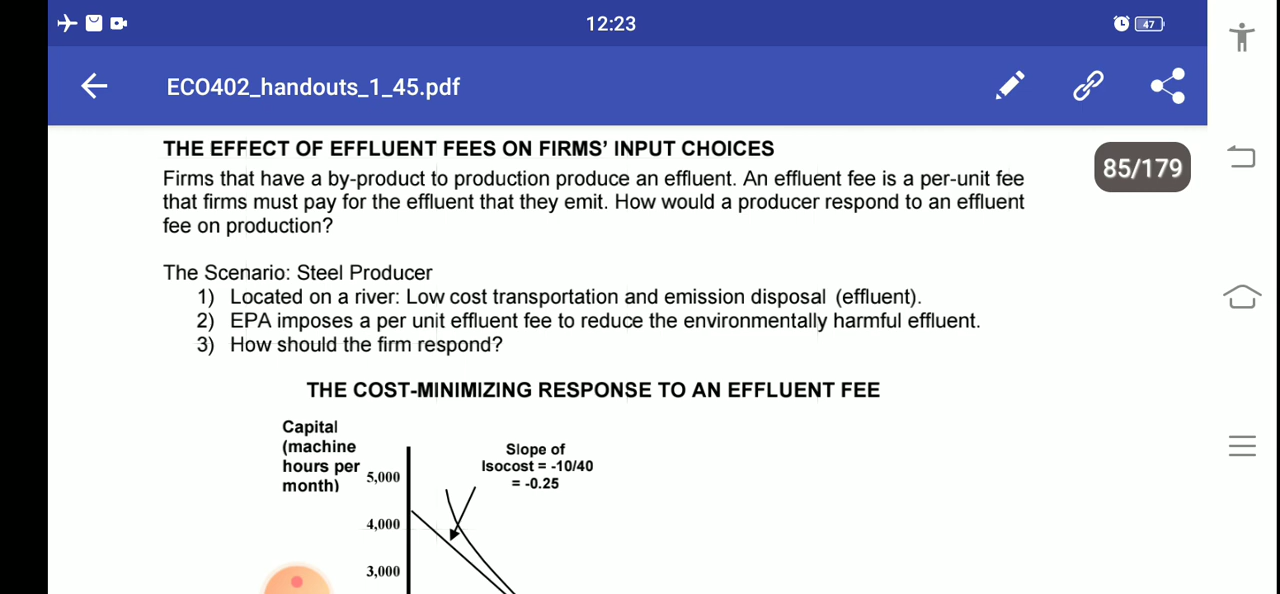 12:23
47
ECO402_handouts_1_45.pdf
85/179
THE EFFECT OF EFFLUENT FEES ON FIRMS’ INPUT CHOICES
Firms that have a by-product to production produce an effluent. An effluent fee is a per-unit fee
that firms must pay for the effluent that they emit. How would a producer respond to an effluent
fee on production?
The Scenario: Steel Producer
1) Located on a river: Low cost transportation and emission disposal (effluent).
2) EPA imposes a per unit effluent fee to reduce the environmentally harmful effluent.
3) How should the firm respond?
THE COST-MINIMIZING RESPONSE TO AN EFFLUENT FEE
Capital
(machine
hours per
month)
Slope of
Isocost = -10/40
= -0.25
5,000
4,000
3,000